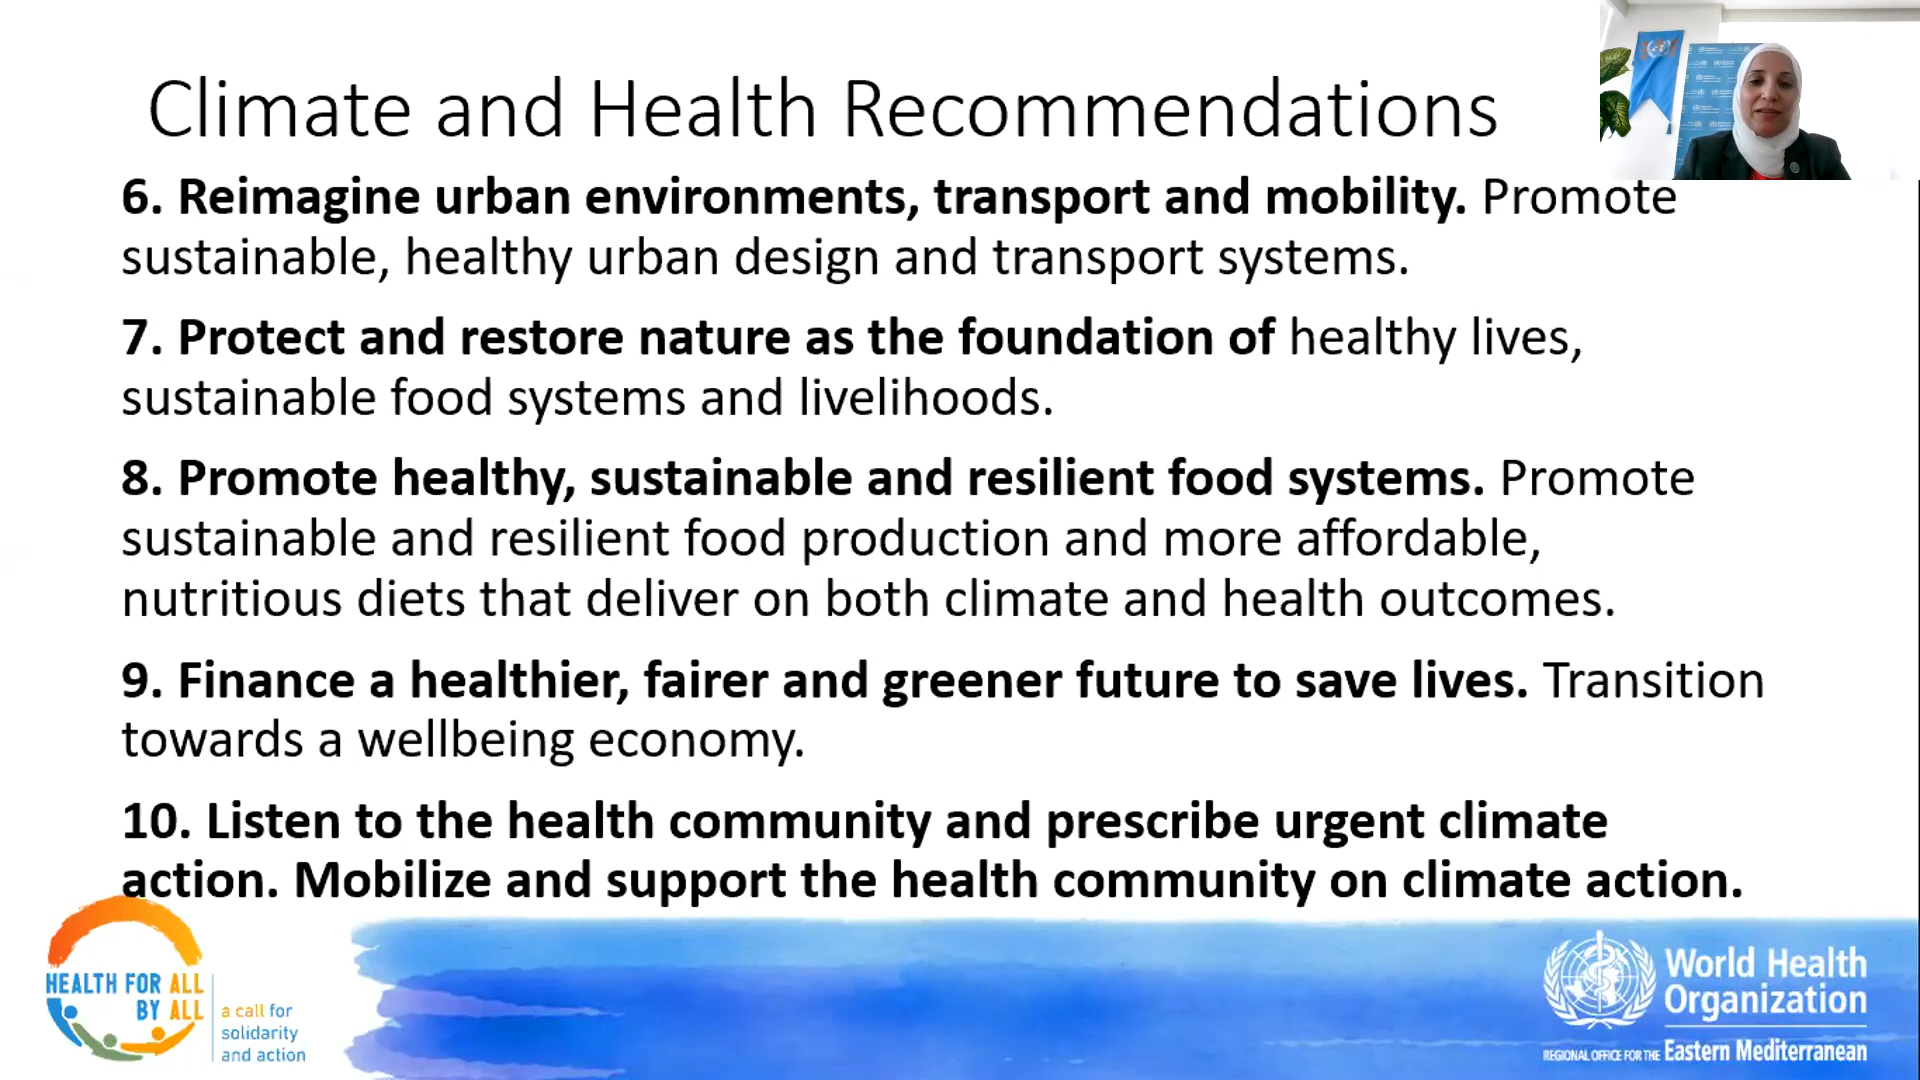 Climate and Health Recommendations
6. Reimagine urban environments, transport and mobility. Promote
sustainable, healthy urban design and transport systems.
7. Protect and restore nature as the foundation of healthy lives,
sustainable food systems and livelihoods.
8. Promote healthy, sustainable and resilient food systems. Promote
sustainable and resilient food production and more affordable,
nutritious diets that deliver on both climate and health outcomes.
9. Finance a healthier, fairer and greener future to save lives. Transition
towards a wellbeing economy.
10. Listen to the health community and prescribe urgent climate
action. Mobilize and support the health community on climate action.
HEALTH FOR ALL
BY ALL
a call for
solidarity
and action
World Health
Organization
REGIONAL OFFICE FOR THE Eastern Mediterranean